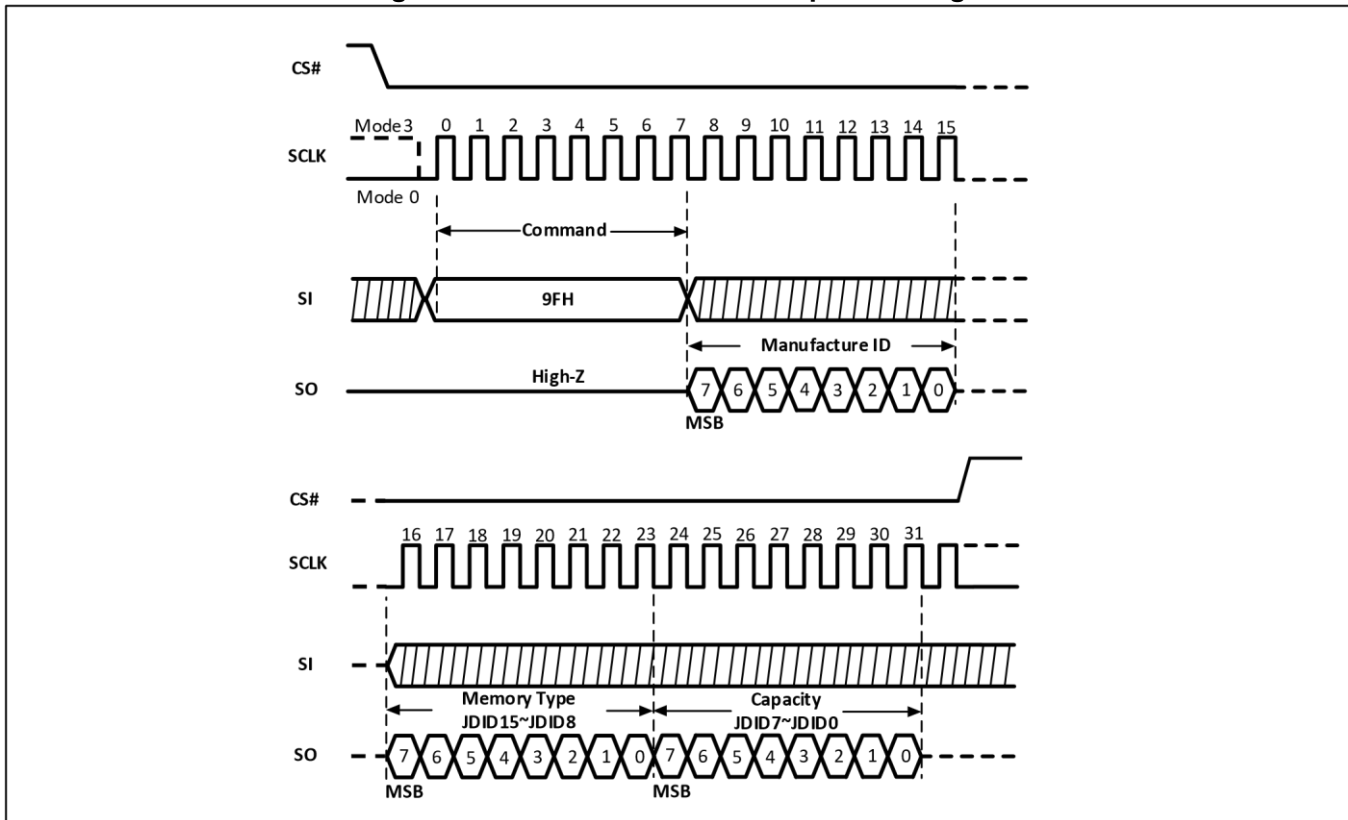 CS#
Mode3 0 1 2 3 4 5 6 7 8 9 10 11 12 13 14 15
SCLK
Mode 0
Command
SI 9FH
Manufacture ID
High-Z
SO 7 6 5 4 3 2 1 0
MSB
CS#
16 17 18 19 20 21 22 23 24 25 26 27 28 29 30 31
SCLK
SI
Memory Type Capacity
JDID15~JDID8 JDID7~JDID0
SO 7 6 5 4 3 2 1 0 7 6 5 4 3 2 1 0
MSB MSB